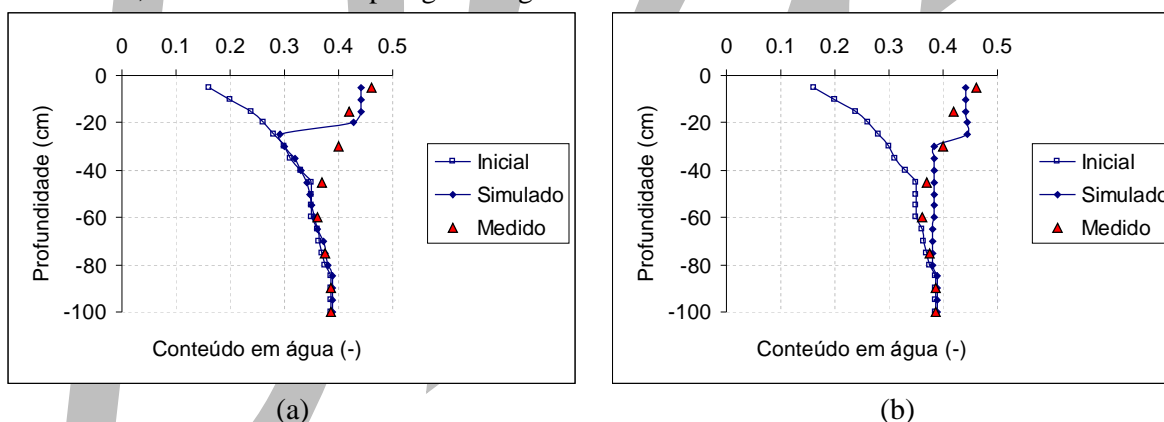 0 0.1 0.2 0.3 0.4 0.5
0
-20
-40
-60
-80
-100
Profundidade (cm)
Conteúdo em água (-)
Inicial
Simulado
Medido
(a)
0 0.1 0.2 0.3 0.4 0.5
0
-20
-40
-60
-80
-100
Profundidade (cm)
Conteúdo em água (-)
Inicial
Simulado
Medido
(b)